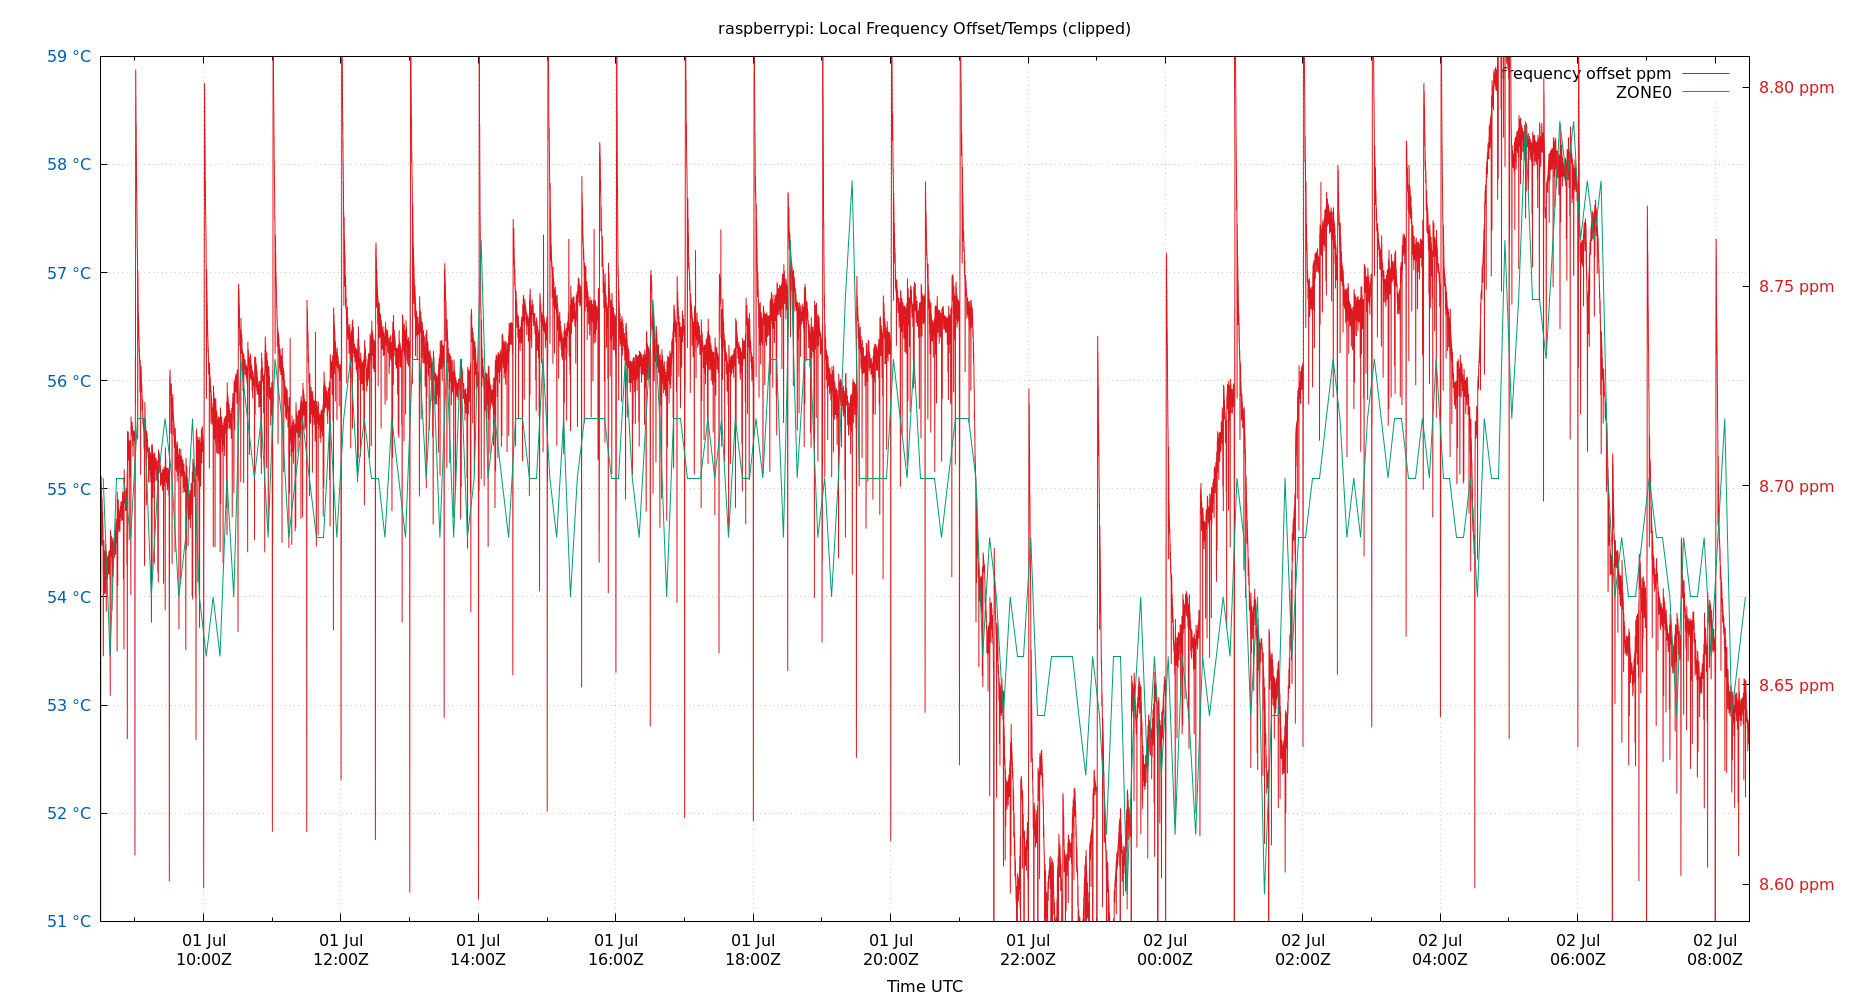 raspberrypi: Local Frequency Offset/Temps (clipped)
59 °C
58 °C
57 °C
56 °C
55 °C
54 °C
53 °C
52 °C
51 °C
frequency offset ppm
ZONE0
8.80 ppm
8.75 ppm
8.70 ppm
8.65 ppm
8.60 ppm
01 Jul 01 Jul 01 Jul 01 Jul 01 Jul 01 Jul 01 Jul 02 Jul 02 Jul 02 Jul 02 Jul 02 Jul
10:00Z 12:00Z 14:00Z 16:00Z 18:00Z 20:00Z 22:00Z 00:00Z 02:00Z 04:00Z 06:00Z 08:00Z
Time UTC